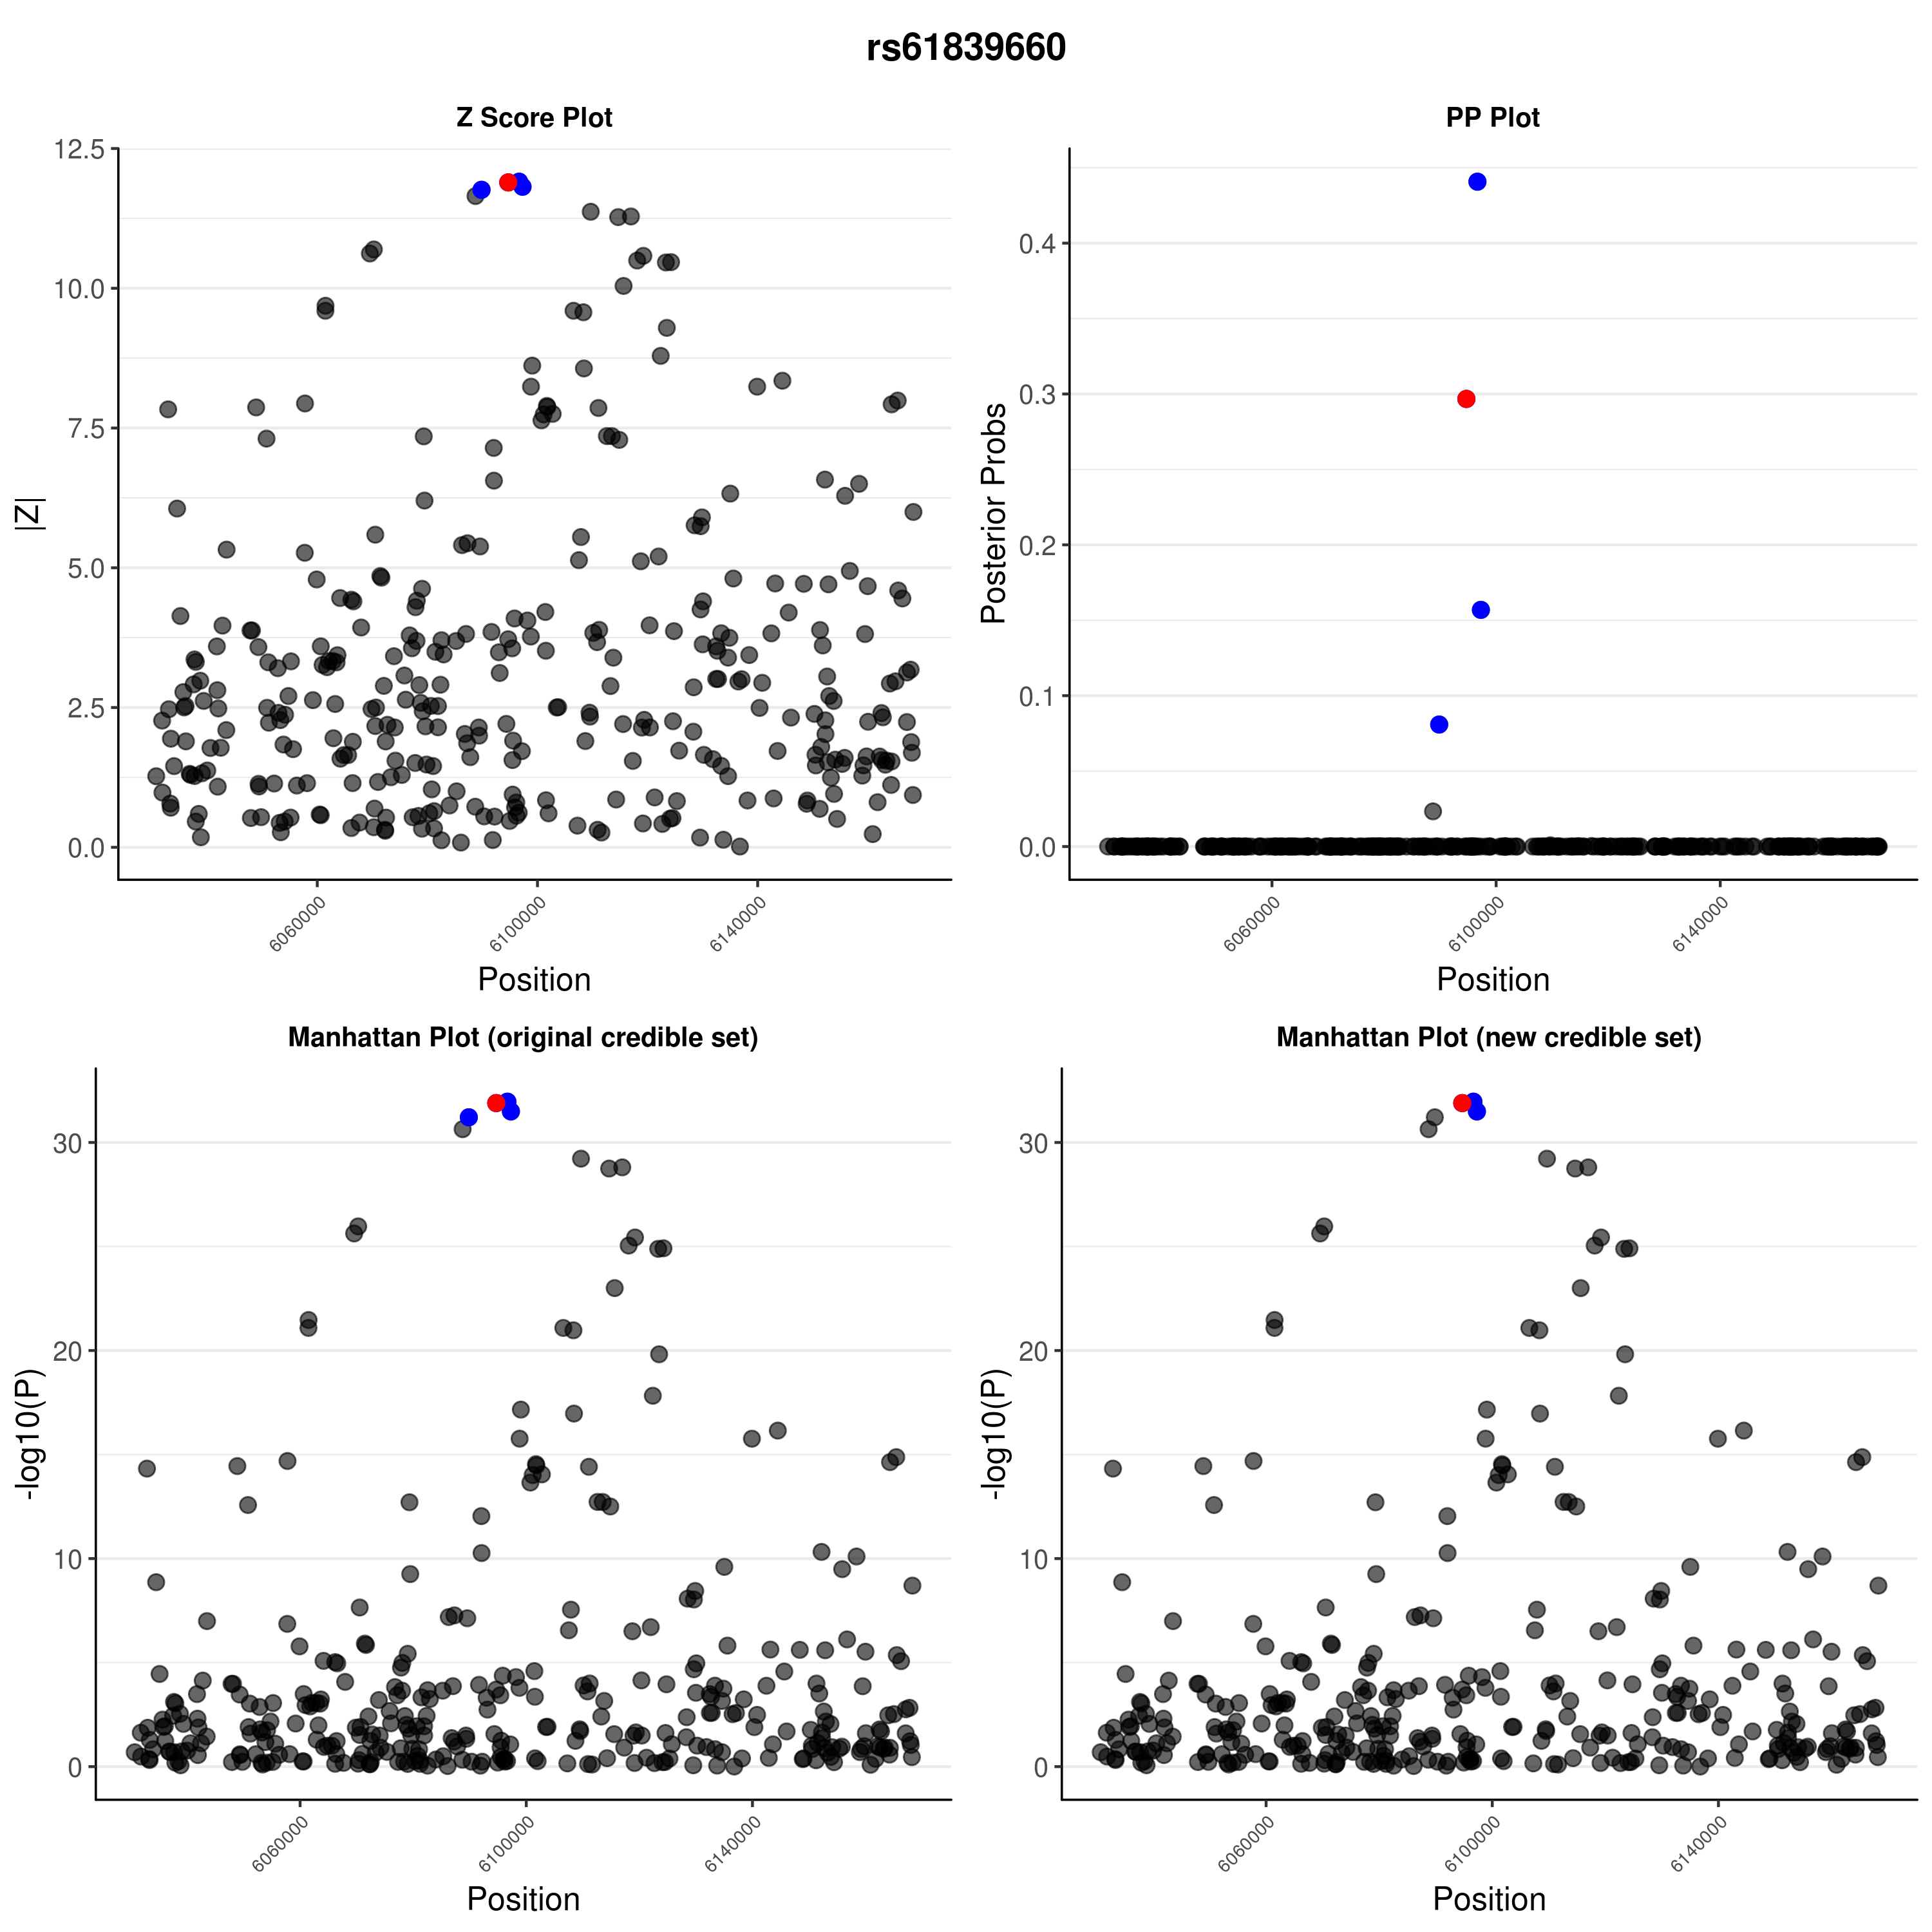 rs61839660
Z Score Plot
12.5
10.0
7.5
5.0
2.5
0.0
|Z|
6060000
6100000
6140000
Position
PP Plot
0.4
0.3
0.2
0.1
0.0
Posterior Probs
6060000
6100000
6140000
Position
Manhattan Plot (original credible set)
30
20
10
0
-log10(P)
6060000
6100000
6140000
Position
Manhattan Plot (new credible set)
30
20
10
0
-log10(P)
6060000
6100000
6140000
Position